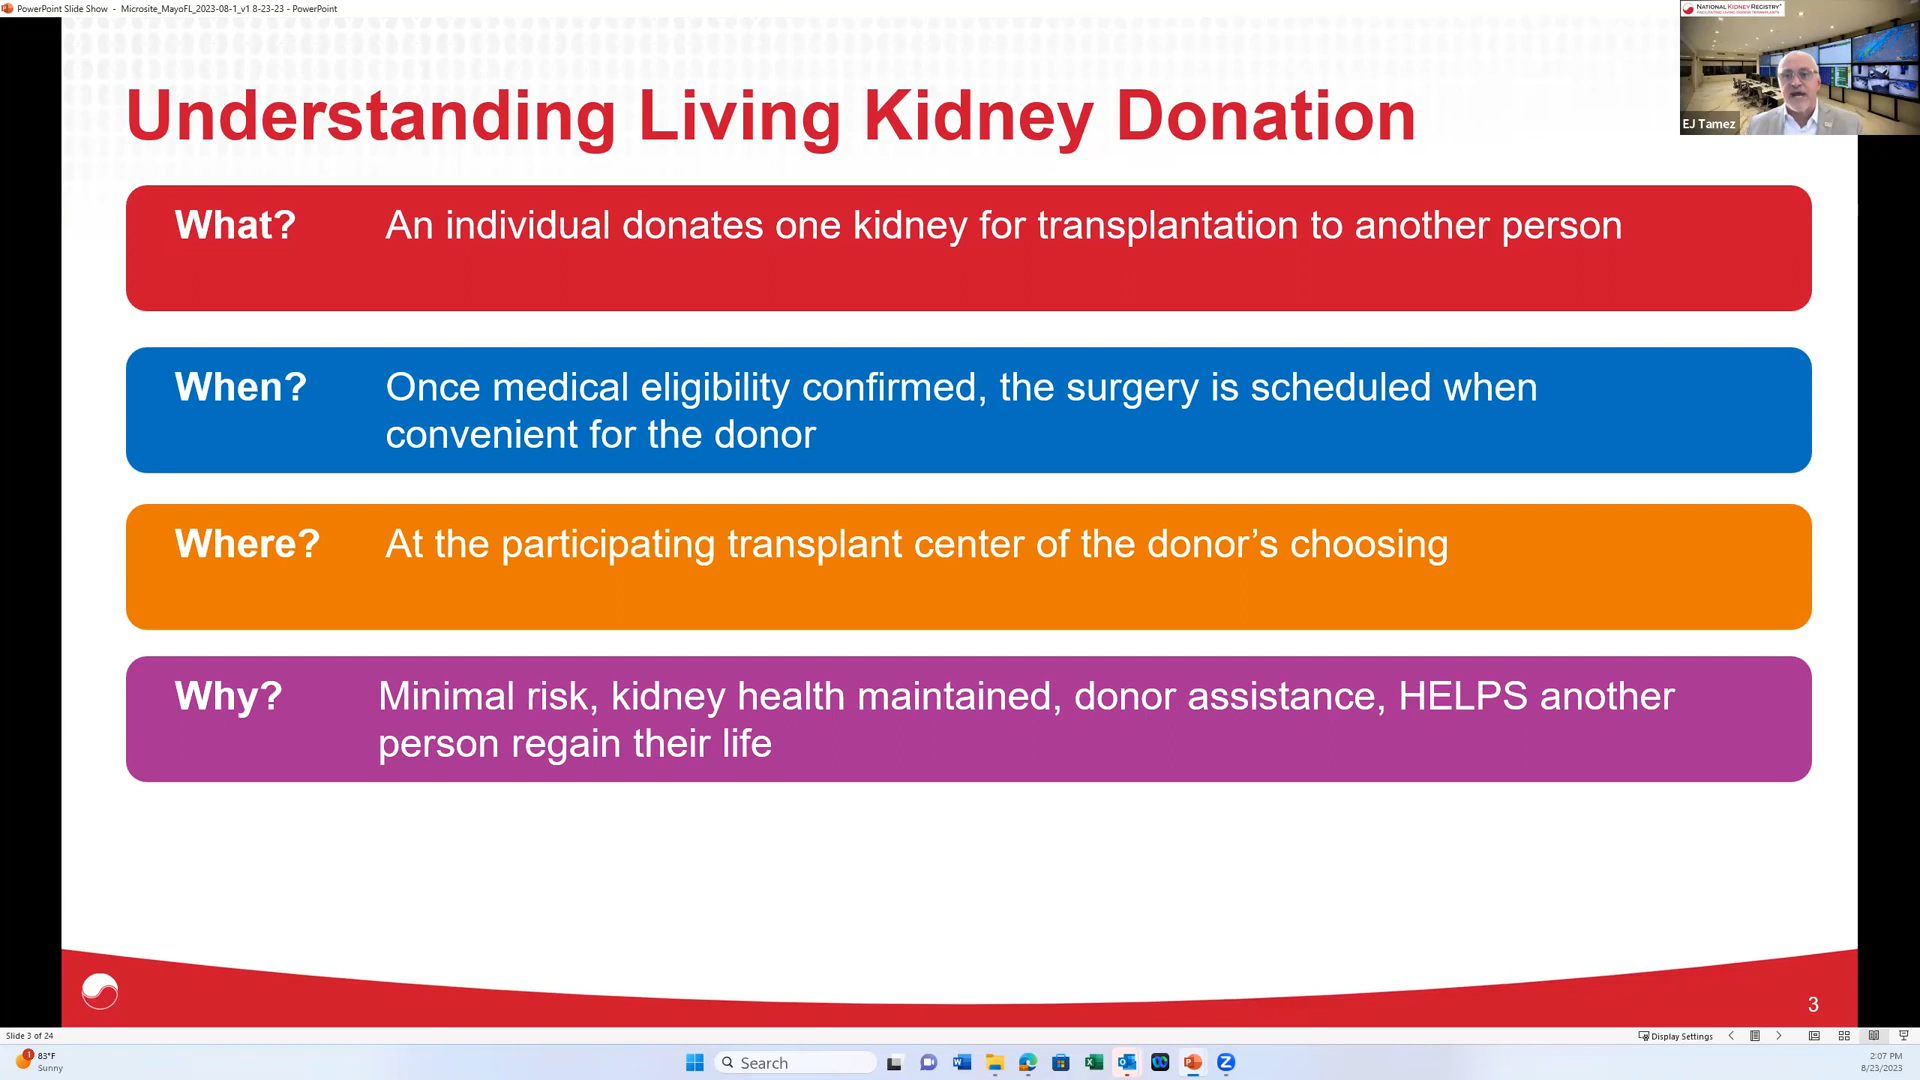 PowerPoint Slide Show - Microsite_MayoFL_2023-08-1_v1 8-23-23 - PowerPoint
NATIONAL KIDNEY REGISTRY
EJ Tamez
Understanding Living Kidney Donation
What? An individual donates one kidney for transplantation to another person
When? Once medical eligibility confirmed, the surgery is scheduled when
convenient for the donor
Where? At the participating transplant center of the donor’s choosing
Why? Minimal risk, kidney health maintained, donor assistance, HELPS another
person regain their life
3
Slide 3 of 24
Display Settings
1
83°F
Sunny
Search
2:07 PM
8/23/2023